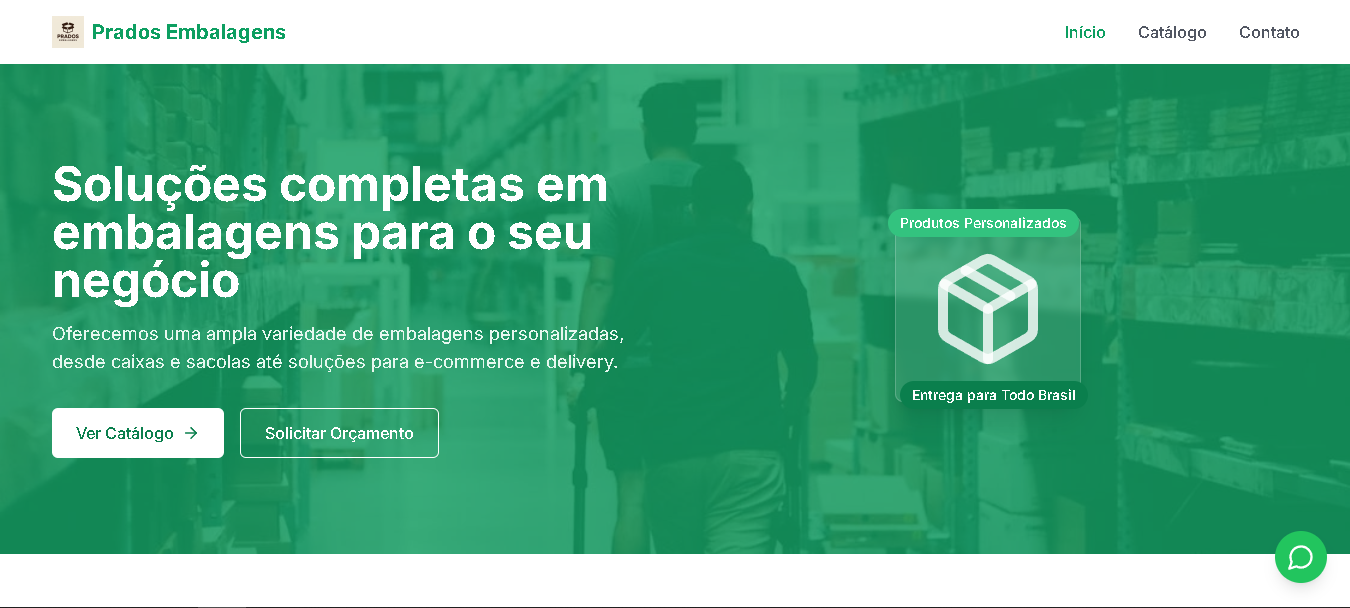 PRADOS
Prados Embalagens
Início
Catálogo
Contato
Soluções completas em
embalagens para o seu
negócio
Oferecemos uma ampla variedade de embalagens personalizadas,
desde caixas e sacolas até soluções para e-commerce e delivery.
Ver Catálogo
Solicitar Orçamento
Produtos Personalizados
Entrega para Todo Brasil